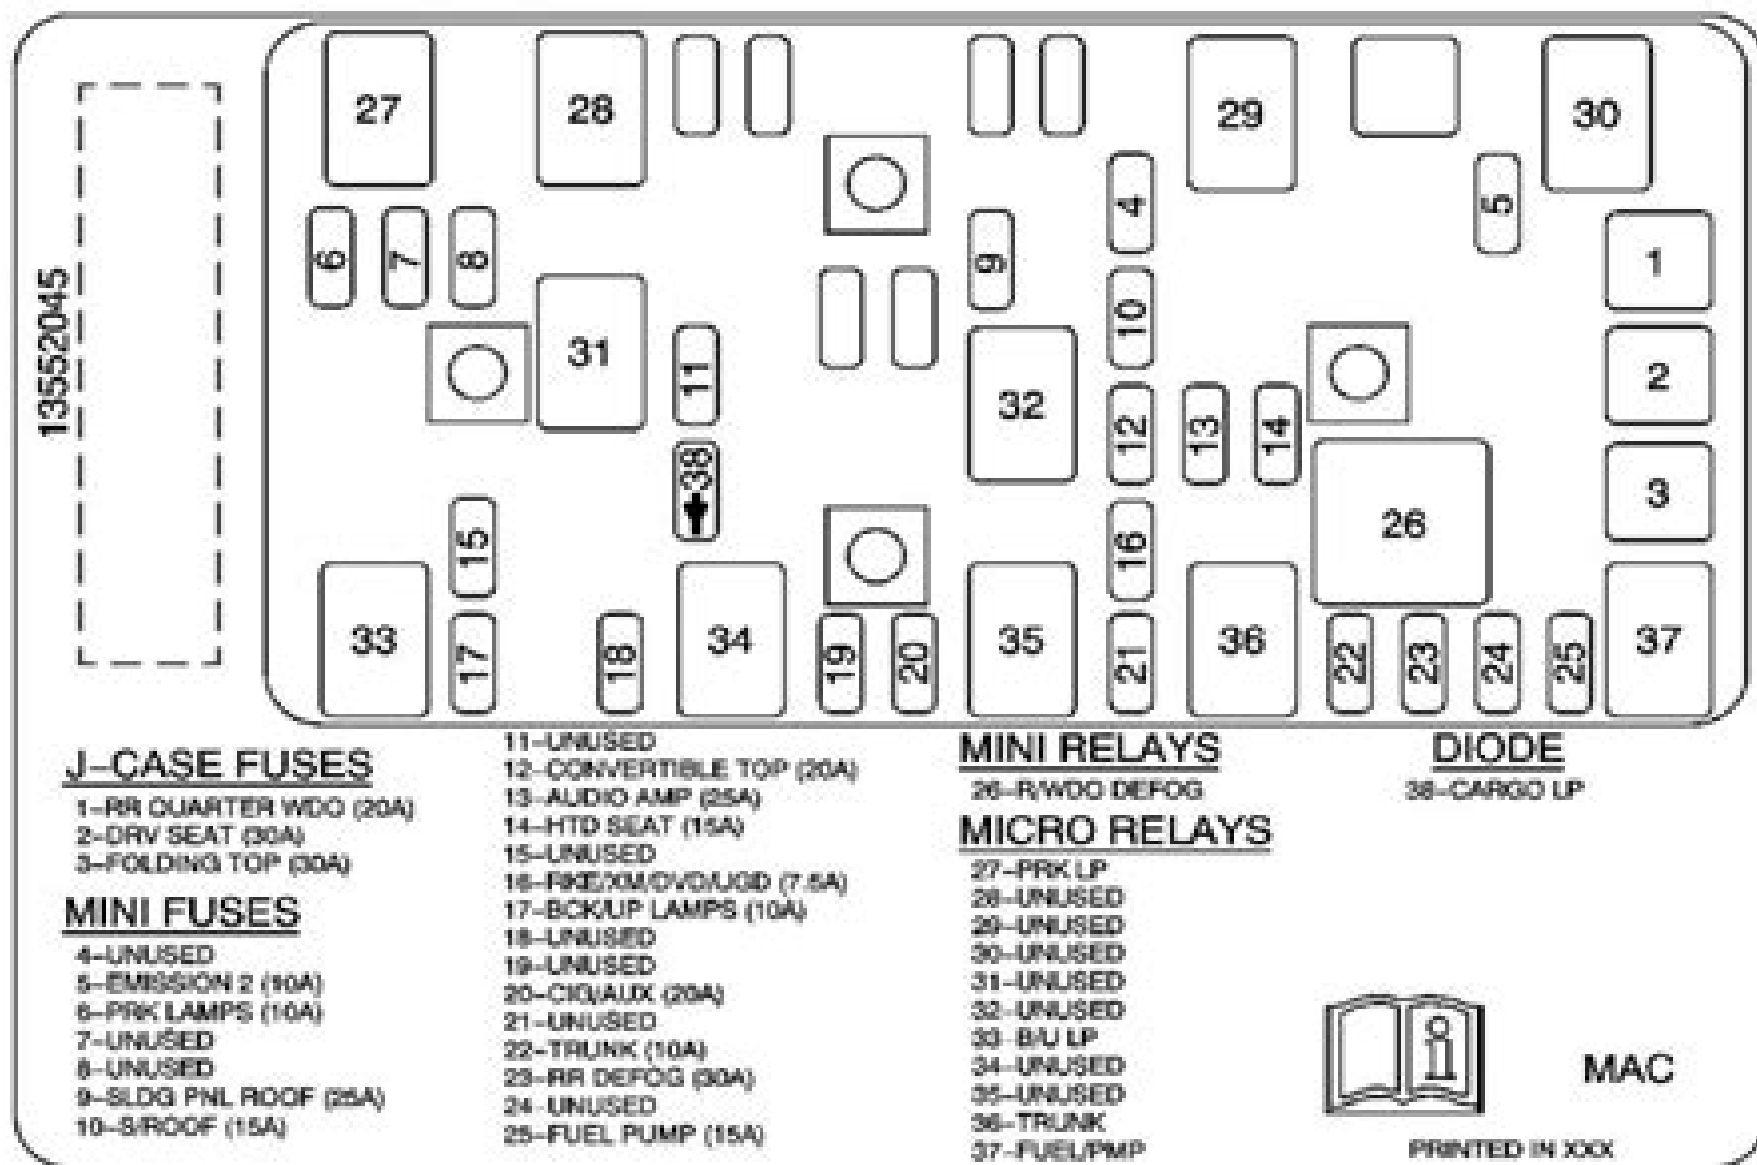 13552045
27
28
29
30
4
5
6
7
8
9
1
10
31
11
32
2
12
13
14
38
3
26
15
16
33
34
35
36
37
17
18
19
20
21
22
23
24
25
J-CASE FUSES
1-RR QUARTER WDO (20A)
2-DRV SEAT (30A)
3-FOLDING TOP (30A)
MINI FUSES
4-UNUSED
5-EMISSION 2 (10A)
6-PRK LAMPS (10A)
7-UNUSED
8-UNUSED
9-SLDG PNL ROOF (25A)
10-S/ROOF (15A)
11-UNUSED
12-CONVERTIBLE TOP (20A)
13-AUDIO AMP (25A)
14-HTD SEAT (15A)
15-UNUSED
16-RKE/XM/DVD/UGD (7.5A)
17-BCK/UP LAMPS (10A)
18-UNUSED
19-UNUSED
20-CIG/AUX (20A)
21-UNUSED
22-TRUNK (10A)
23-RR DEFOG (30A)
24-UNUSED
25-FUEL PUMP (15A)
MINI RELAYS
26-R/WDO DEFOG
MICRO RELAYS
27-PRK LP
28-UNUSED
29-UNUSED
30-UNUSED
31-UNUSED
32-UNUSED
33-B/U LP
34-UNUSED
35-UNUSED
36-TRUNK
37-FUEL/PMP
DIODE
38-CARGO LP
i
MAC
PRINTED IN XXX